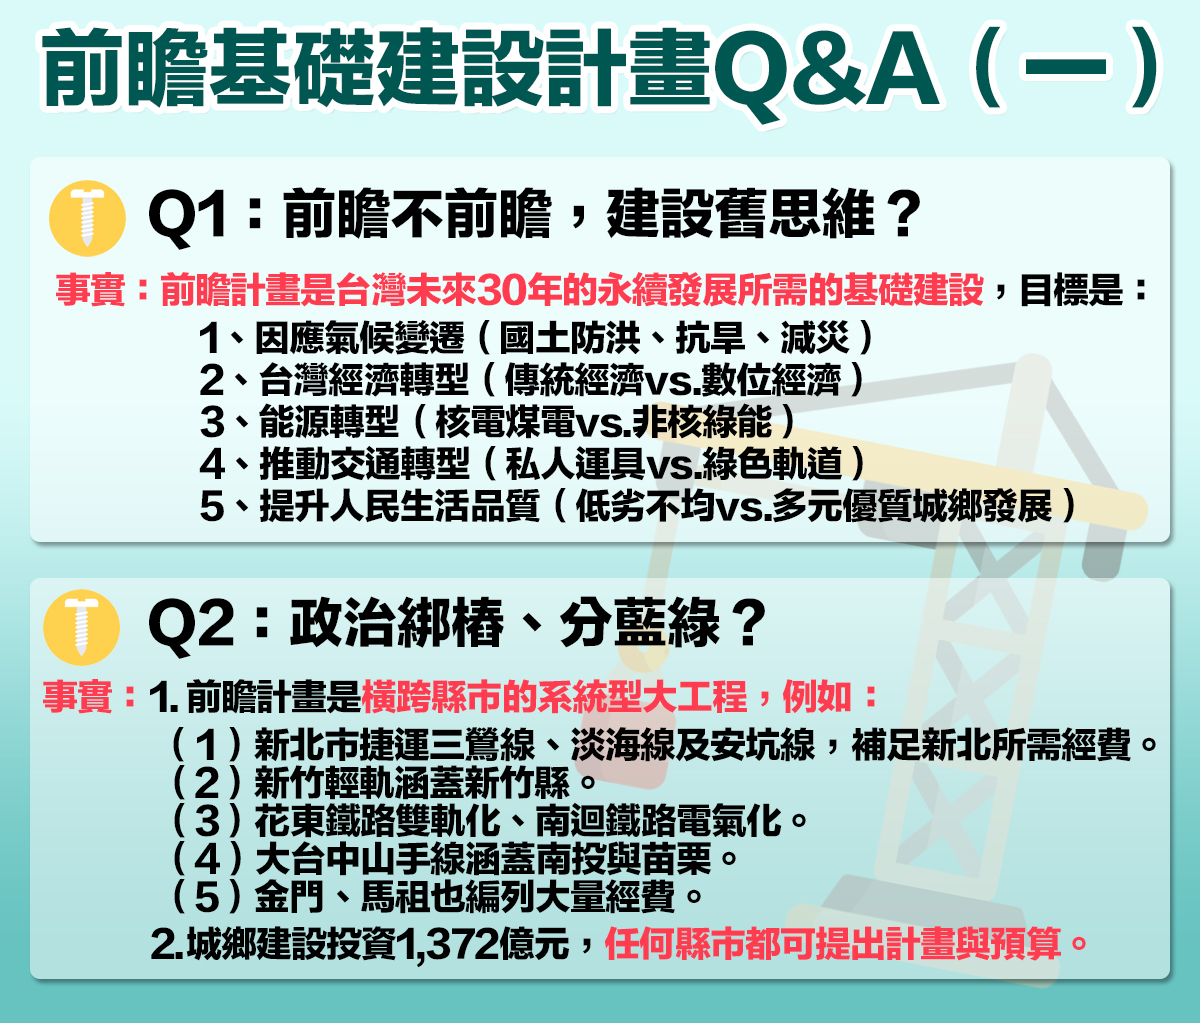 前瞻基礎建設計畫Q&A（一）
Q1：前瞻不前瞻，建設舊思維？
事實：前瞻計畫是台灣未來30年的永續發展所需的基礎建設，目標是：
1、因應氣候變遷（國土防洪、抗旱、減災）
2、台灣經濟轉型（傳統經濟vs.數位經濟）
3、能源轉型（核電煤電vs.非核綠能）
4、推動交通轉型（私人運具vs.綠色軌道）
5、提升人民生活品質（低劣不均vs.多元優質城鄉發展）
Q2：政治綁樁、分藍綠？
事實：1. 前瞻計畫是橫跨縣市的系統型大工程，例如：
（1）新北市捷運三鶯線、淡海線及安坑線，補足新北所需經費。
（2）新竹輕軌涵蓋新竹縣。
（3）花東鐵路雙軌化、南迴鐵路電氣化。
（4）大台中山手線涵蓋南投與苗栗。
（5）金門、馬祖也編列大量經費。
2.城鄉建設投資1,372億元，任何縣市都可提出計畫與預算。